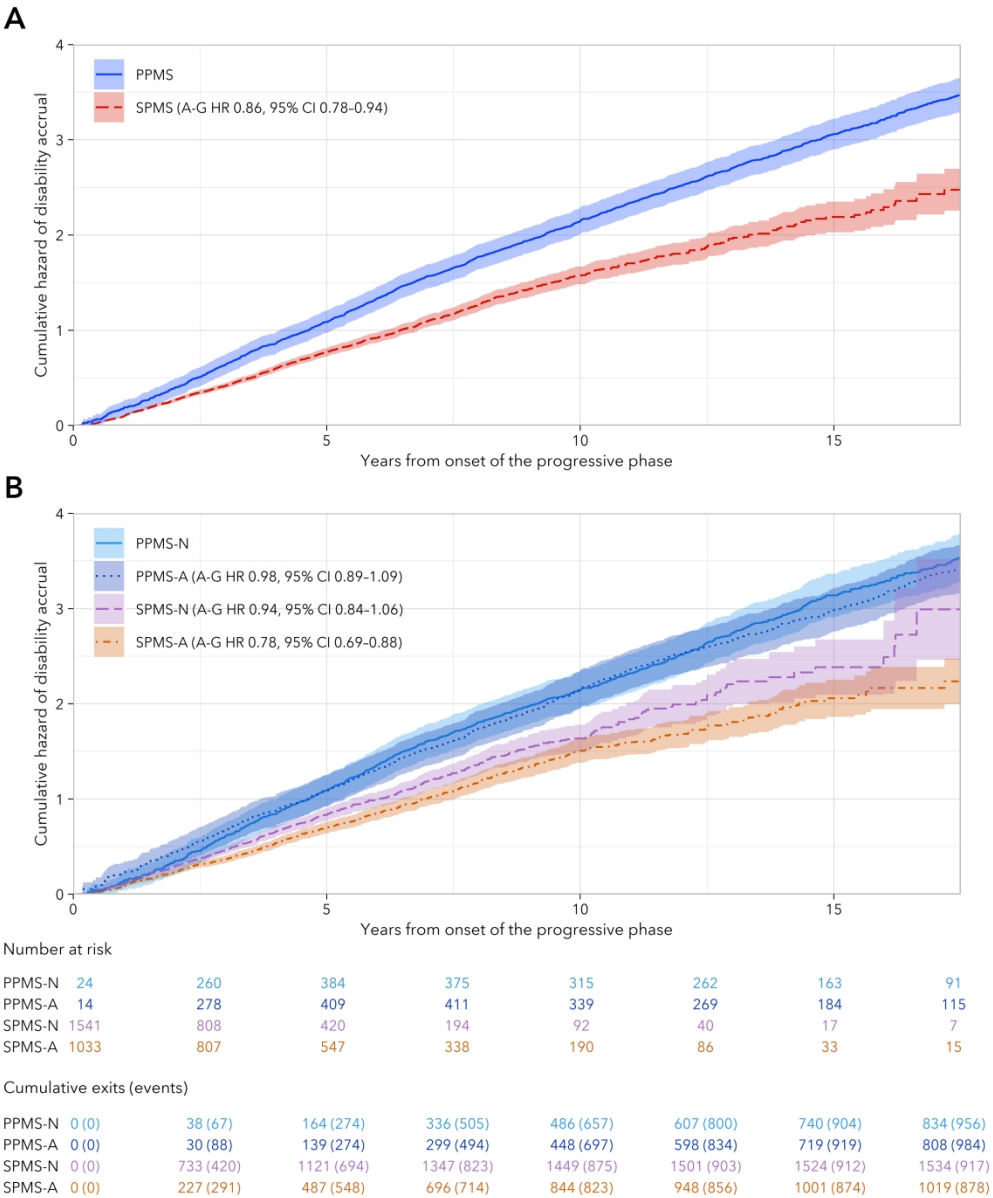 A
Cumulative hazard of disability accrual
4
3
2
1
0
PPMS
SPMS (A-G HR 0.86, 95% CI 0.78–0.94)
0 5 10 15
Years from onset of the progressive phase
B
Cumulative hazard of disability accrual
4
3
2
1
0
PPMS-N
PPMS-A (A-G HR 0.98, 95% CI 0.89–1.09)
SPMS-N (A-G HR 0.94, 95% CI 0.84–1.06)
SPMS-A (A-G HR 0.78, 95% CI 0.69–0.88)
0 5 10 15
Years from onset of the progressive phase
Number at risk
PPMS-N 24 260 384 375 315 262 163 91
PPMS-A 14 278 409 411 339 269 184 115
SPMS-N 1541 808 420 194 92 40 17 7
SPMS-A 1033 807 547 338 190 86 33 15
Cumulative exits (events)
PPMS-N 0 (0) 38 (67) 164 (274) 336 (505) 486 (657) 607 (800) 740 (904) 834 (956)
PPMS-A 0 (0) 30 (88) 139 (274) 299 (494) 448 (697) 598 (834) 719 (919) 808 (984)
SPMS-N 0 (0) 733 (420) 1121 (694) 1347 (823) 1449 (875) 1501 (903) 1524 (912) 1534 (917)
SPMS-A 0 (0) 227 (291) 487 (548) 696 (714) 844 (823) 948 (856) 1001 (874) 1019 (878)